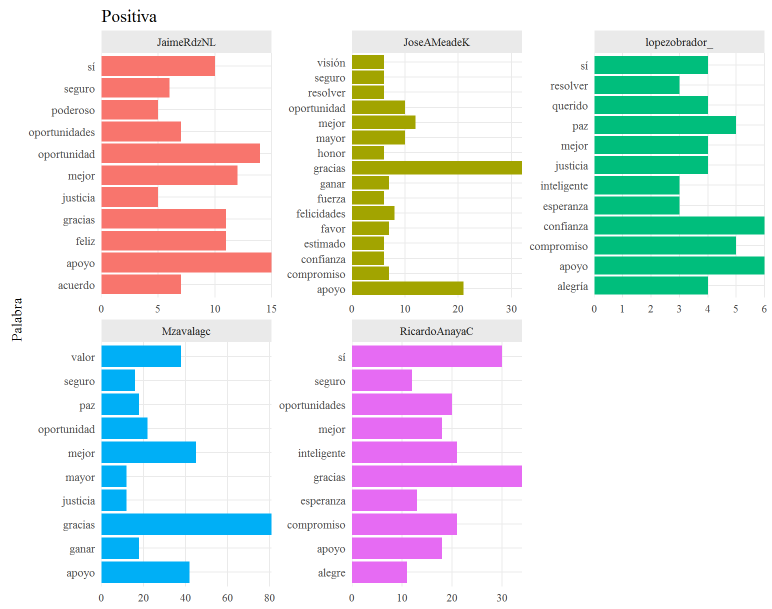 Positiva
JaimeRdzNL
JoseAMeadeK
lopezobrador_
sí
seguro
poderoso
oportunidades
oportunidad
mejor
justicia
gracias
feliz
apoyo
acuerdo
0 5 10 15
visión
seguro
resolver
oportunidad
mejor
mayor
honor
gracias
ganar
fuerza
felicidades
favor
estimado
confianza
compromiso
apoyo
0 10 20 30
sí
resolver
querido
paz
mejor
justicia
inteligente
esperanza
confianza
compromiso
apoyo
alegría
0 1 2 3 4 5 6
Palabra
Mzavalagc
RicardoAnayaC
valor
seguro
paz
oportunidad
mejor
mayor
justicia
gracias
ganar
apoyo
0 20 40 60 80
sí
seguro
oportunidades
mejor
inteligente
gracias
esperanza
compromiso
apoyo
alegre
0 10 20 30